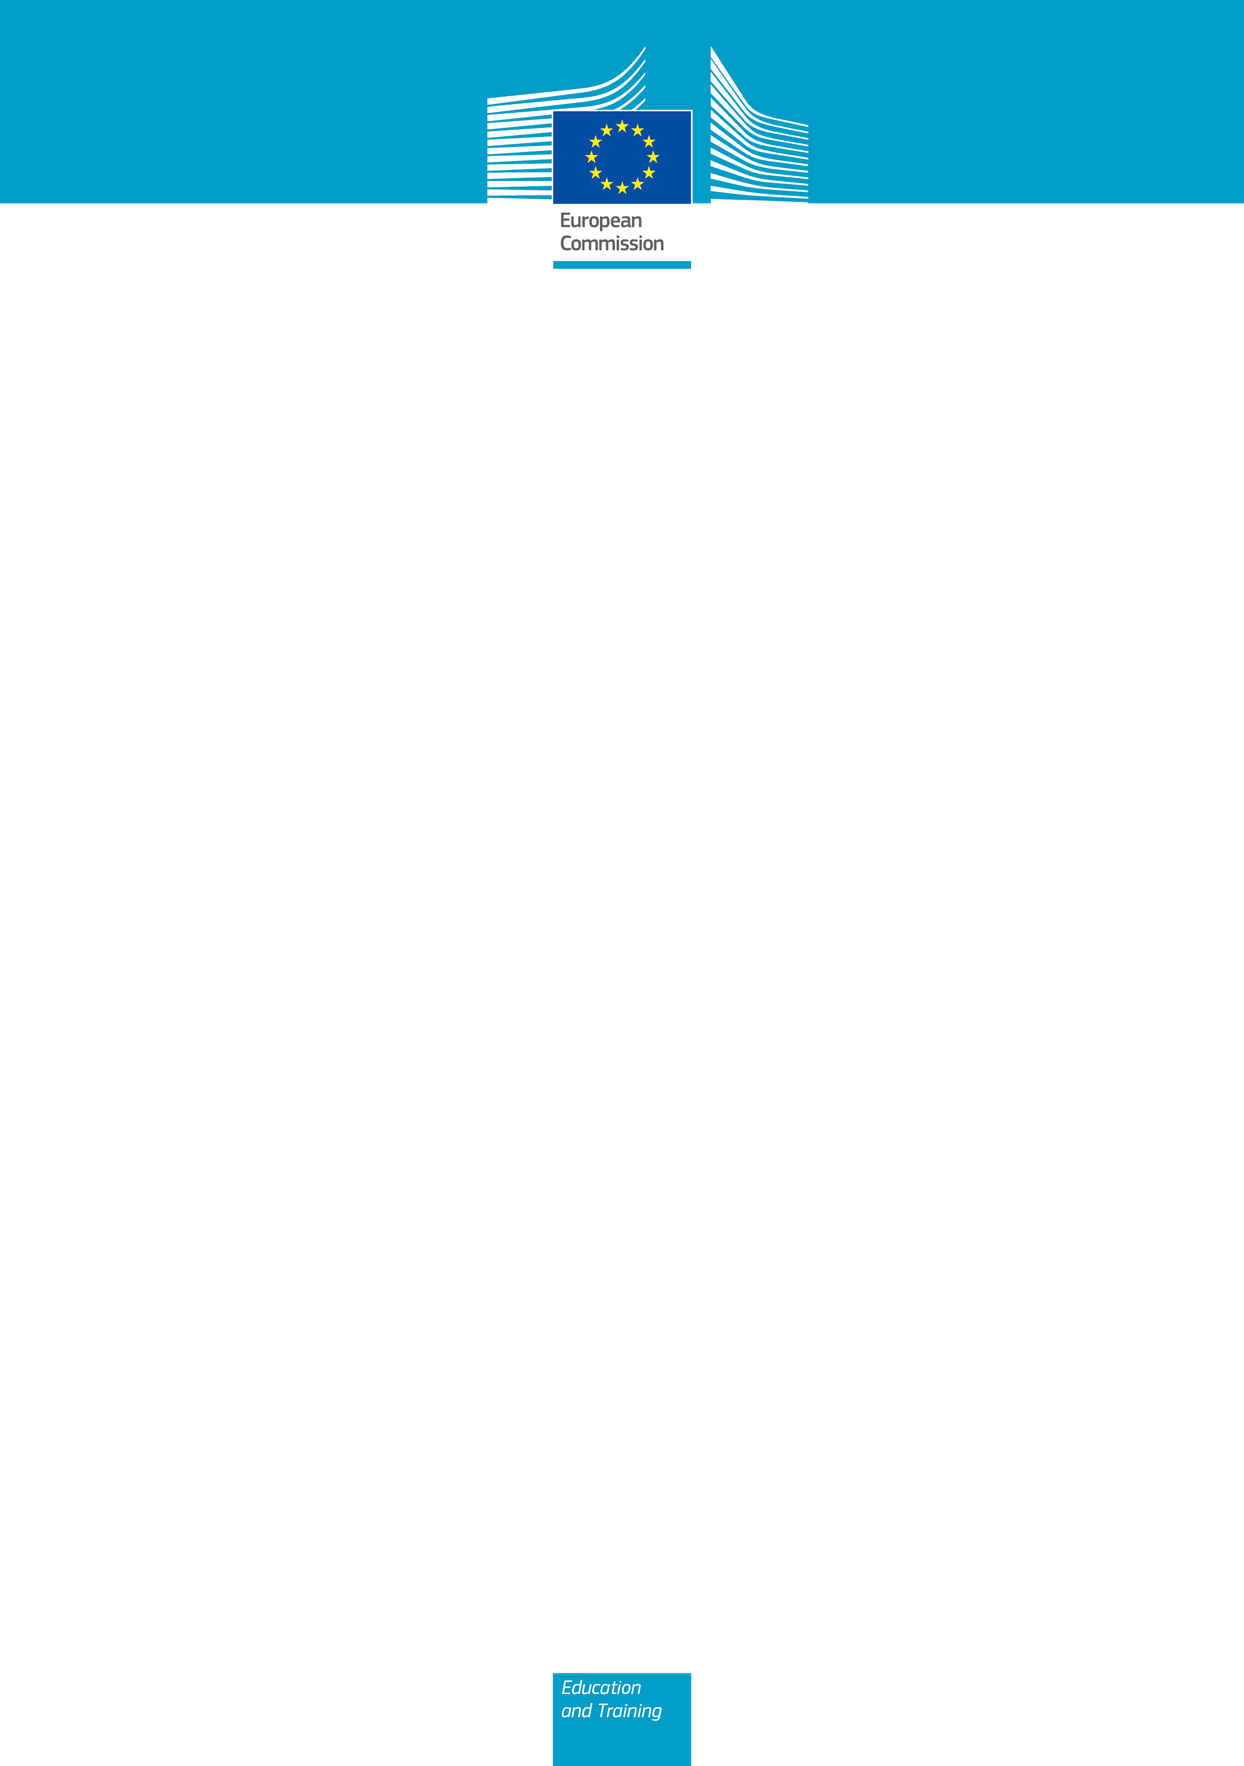 European
Commission
Education
and Training